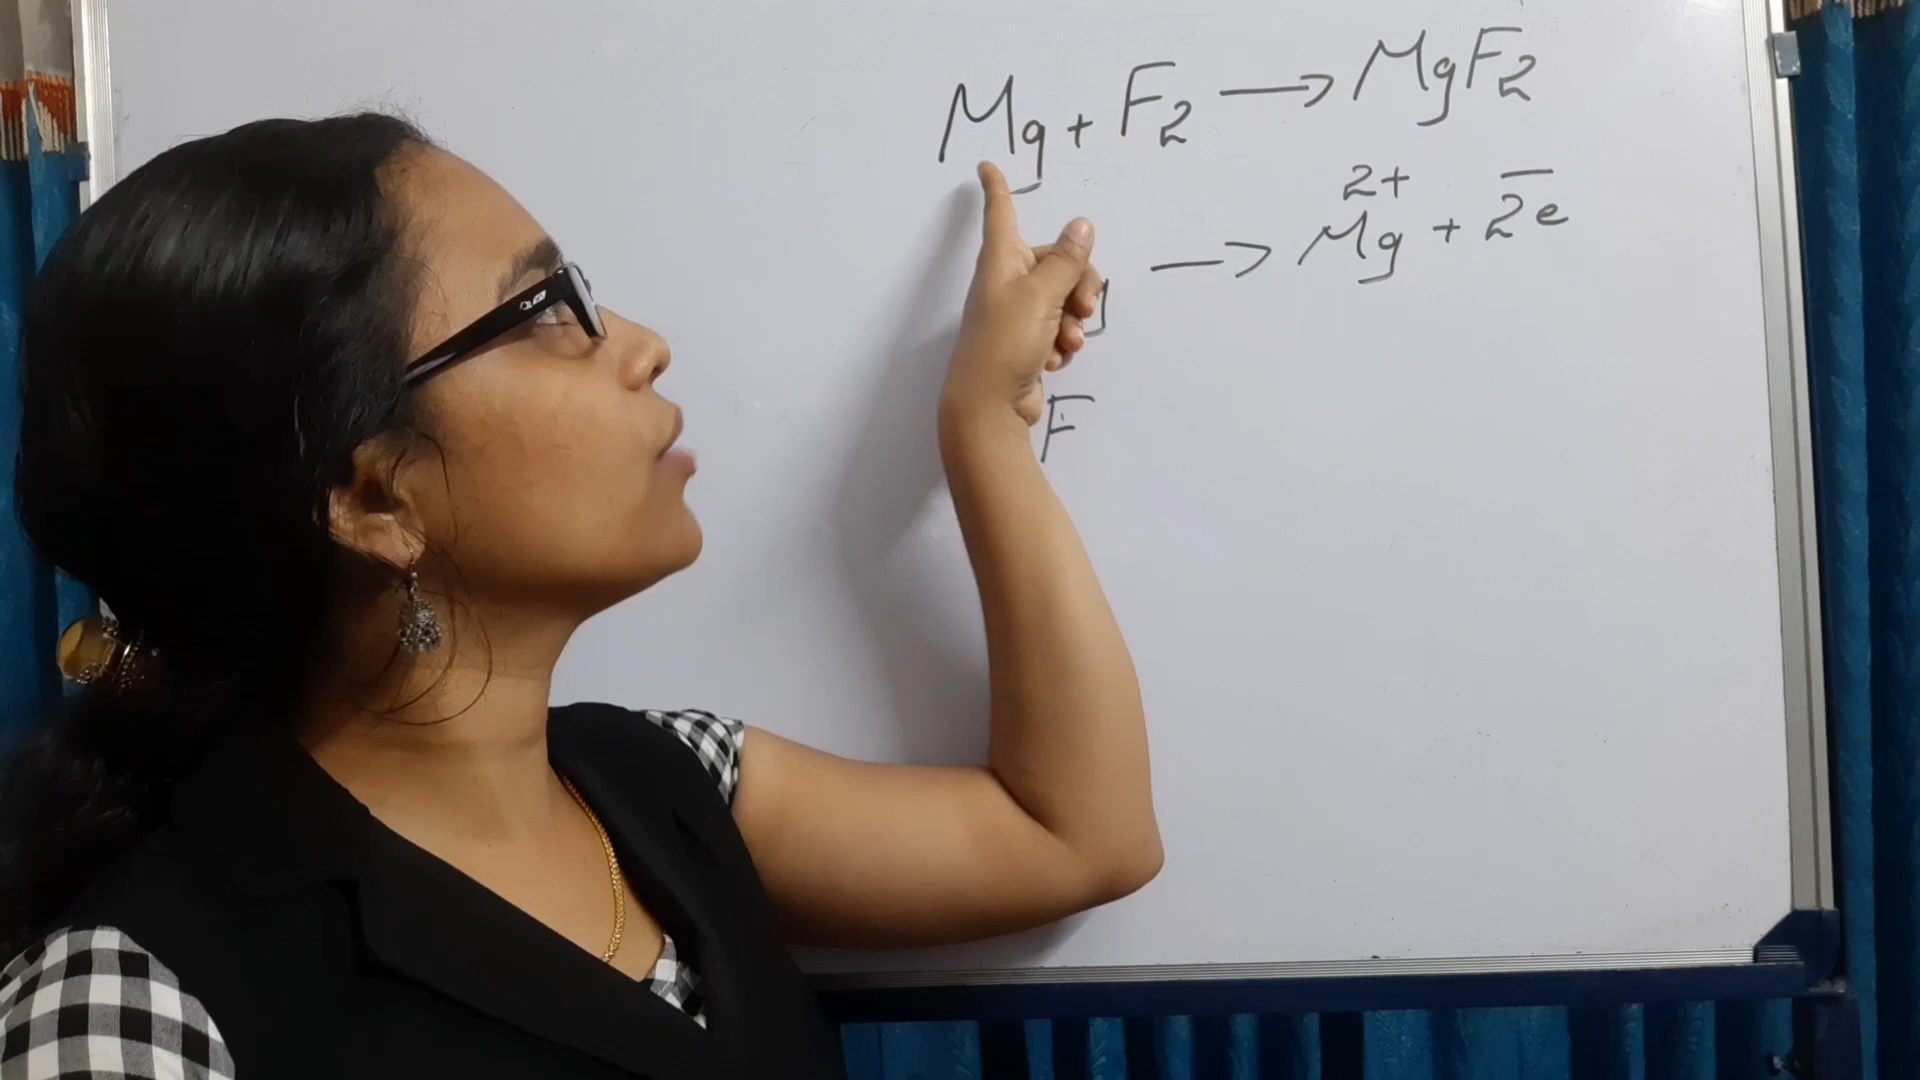 Mg + F2 → MgF2
→ Mg2+ + 2e̅
F